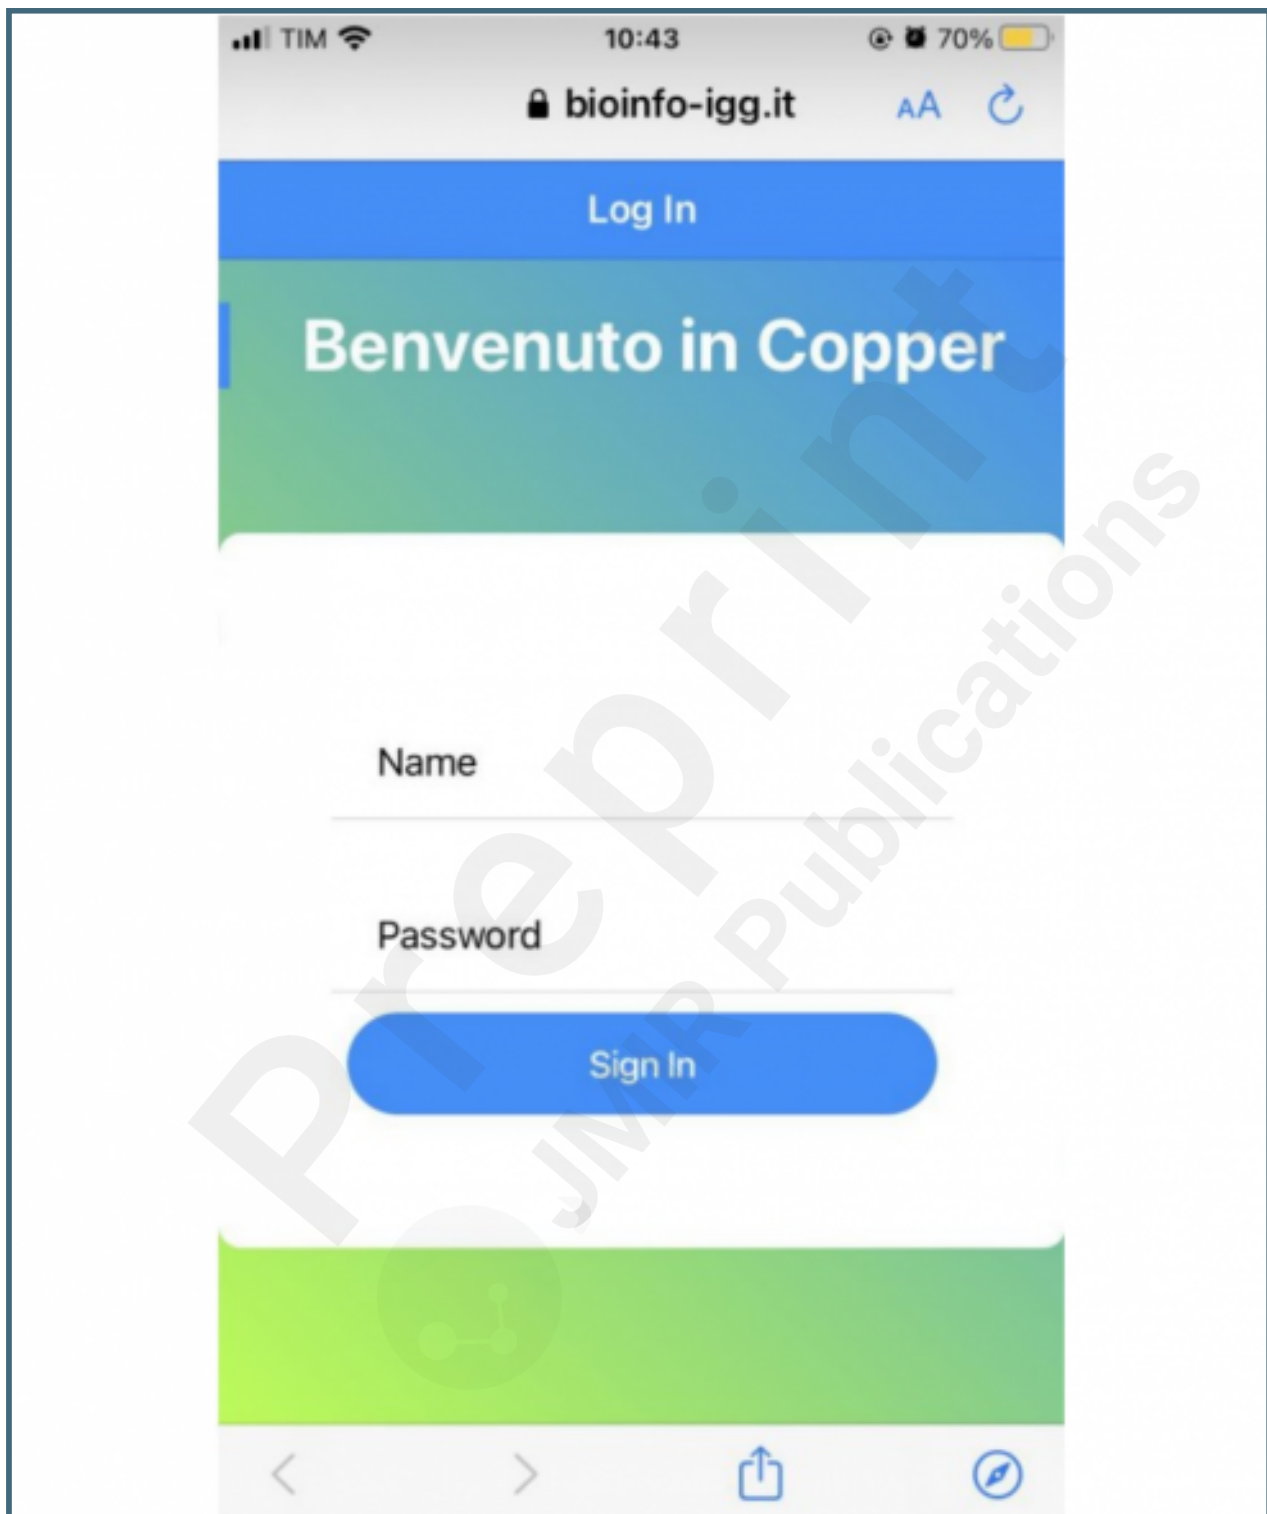 TIM 10:43 70%
bioinfo-igg.it AA
Log In
Benvenuto in Copper
Name
Password
Sign In
Preprint
JMIR Publications